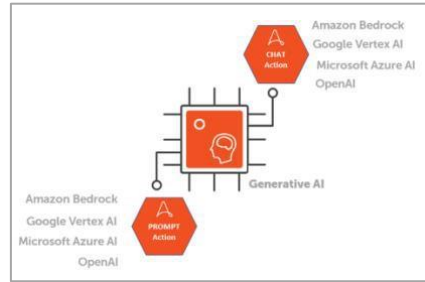 Amazon Bedrock
Google Vertex AI
Microsoft Azure AI
OpenAI
CHAT
Action
Generative AI
Amazon Bedrock
Google Vertex AI
Microsoft Azure AI
OpenAI
PROMPT
Action